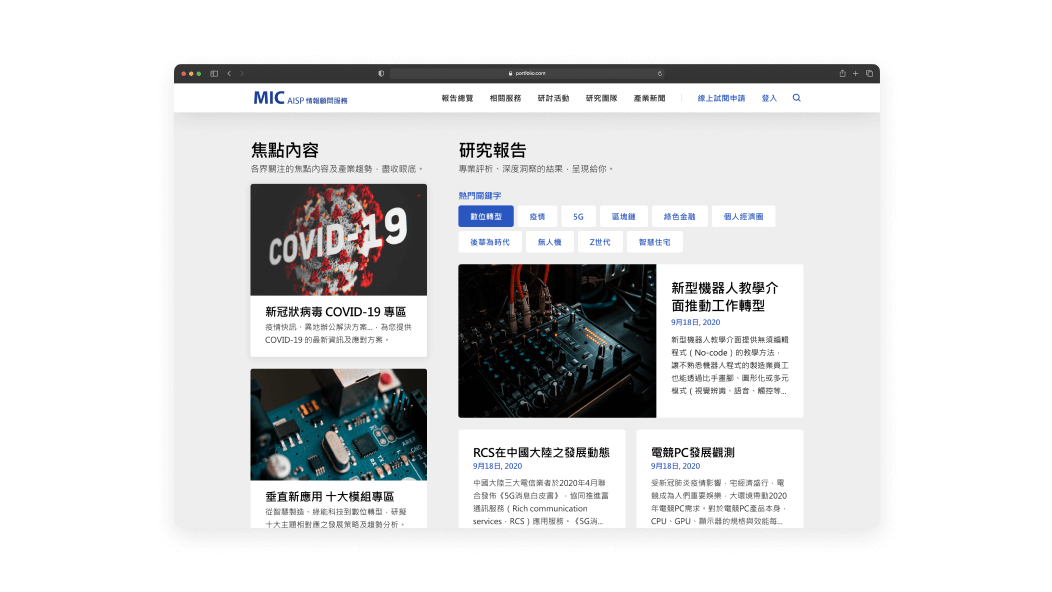 portfolio.com
MIC AISP 情報顧問服務
報告總覽 相關服務 研討活動 研究團隊 產業新聞 線上試閱申請 登入
焦點內容
各界關注的焦點內容及產業趨勢，盡收眼底。
COVID-19
新冠狀病毒 COVID-19 專區
疫情快訊、異地辦公解決方案...，為您提供
COVID-19 的最新資訊及應對方案。
垂直新應用 十大模組專區
從智慧製造、綠能科技到數位轉型，研擬
十大主題相對應之發展策略及趨勢分析。
研究報告
專業評析、深度洞察的結果，呈現給你。
熱門關鍵字
數位轉型 疫情 5G 區塊鏈 綠色金融 個人經濟圈
後華為時代 無人機 Z世代 智慧住宅
新型機器人教學介
面推動工作轉型
9月18日, 2020
新型機器人教學介面提供無須編輯
程式 ( No-code ) 的教學方法，
讓不熟悉機器人程式的製造業員工
也能透過比手畫腳、圖形化或多元
模式 ( 視覺辨識、語音、觸控等...
RCS在中國大陸之發展動態
9月18日, 2020
中國大陸三大電信業者於2020年4月聯
合發佈《5G消息白皮書》，協同推進富
通訊服務（Rich communication
services，RCS）應用服務。《5G消...
電競PC發展觀測
9月18日, 2020
受新冠肺炎疫情影響，宅經濟盛行，電
競成為人們重要娛樂，大環境帶動2020
年電競PC需求。對於電競PC產品本身，
CPU、GPU、顯示器的規格與效能每...